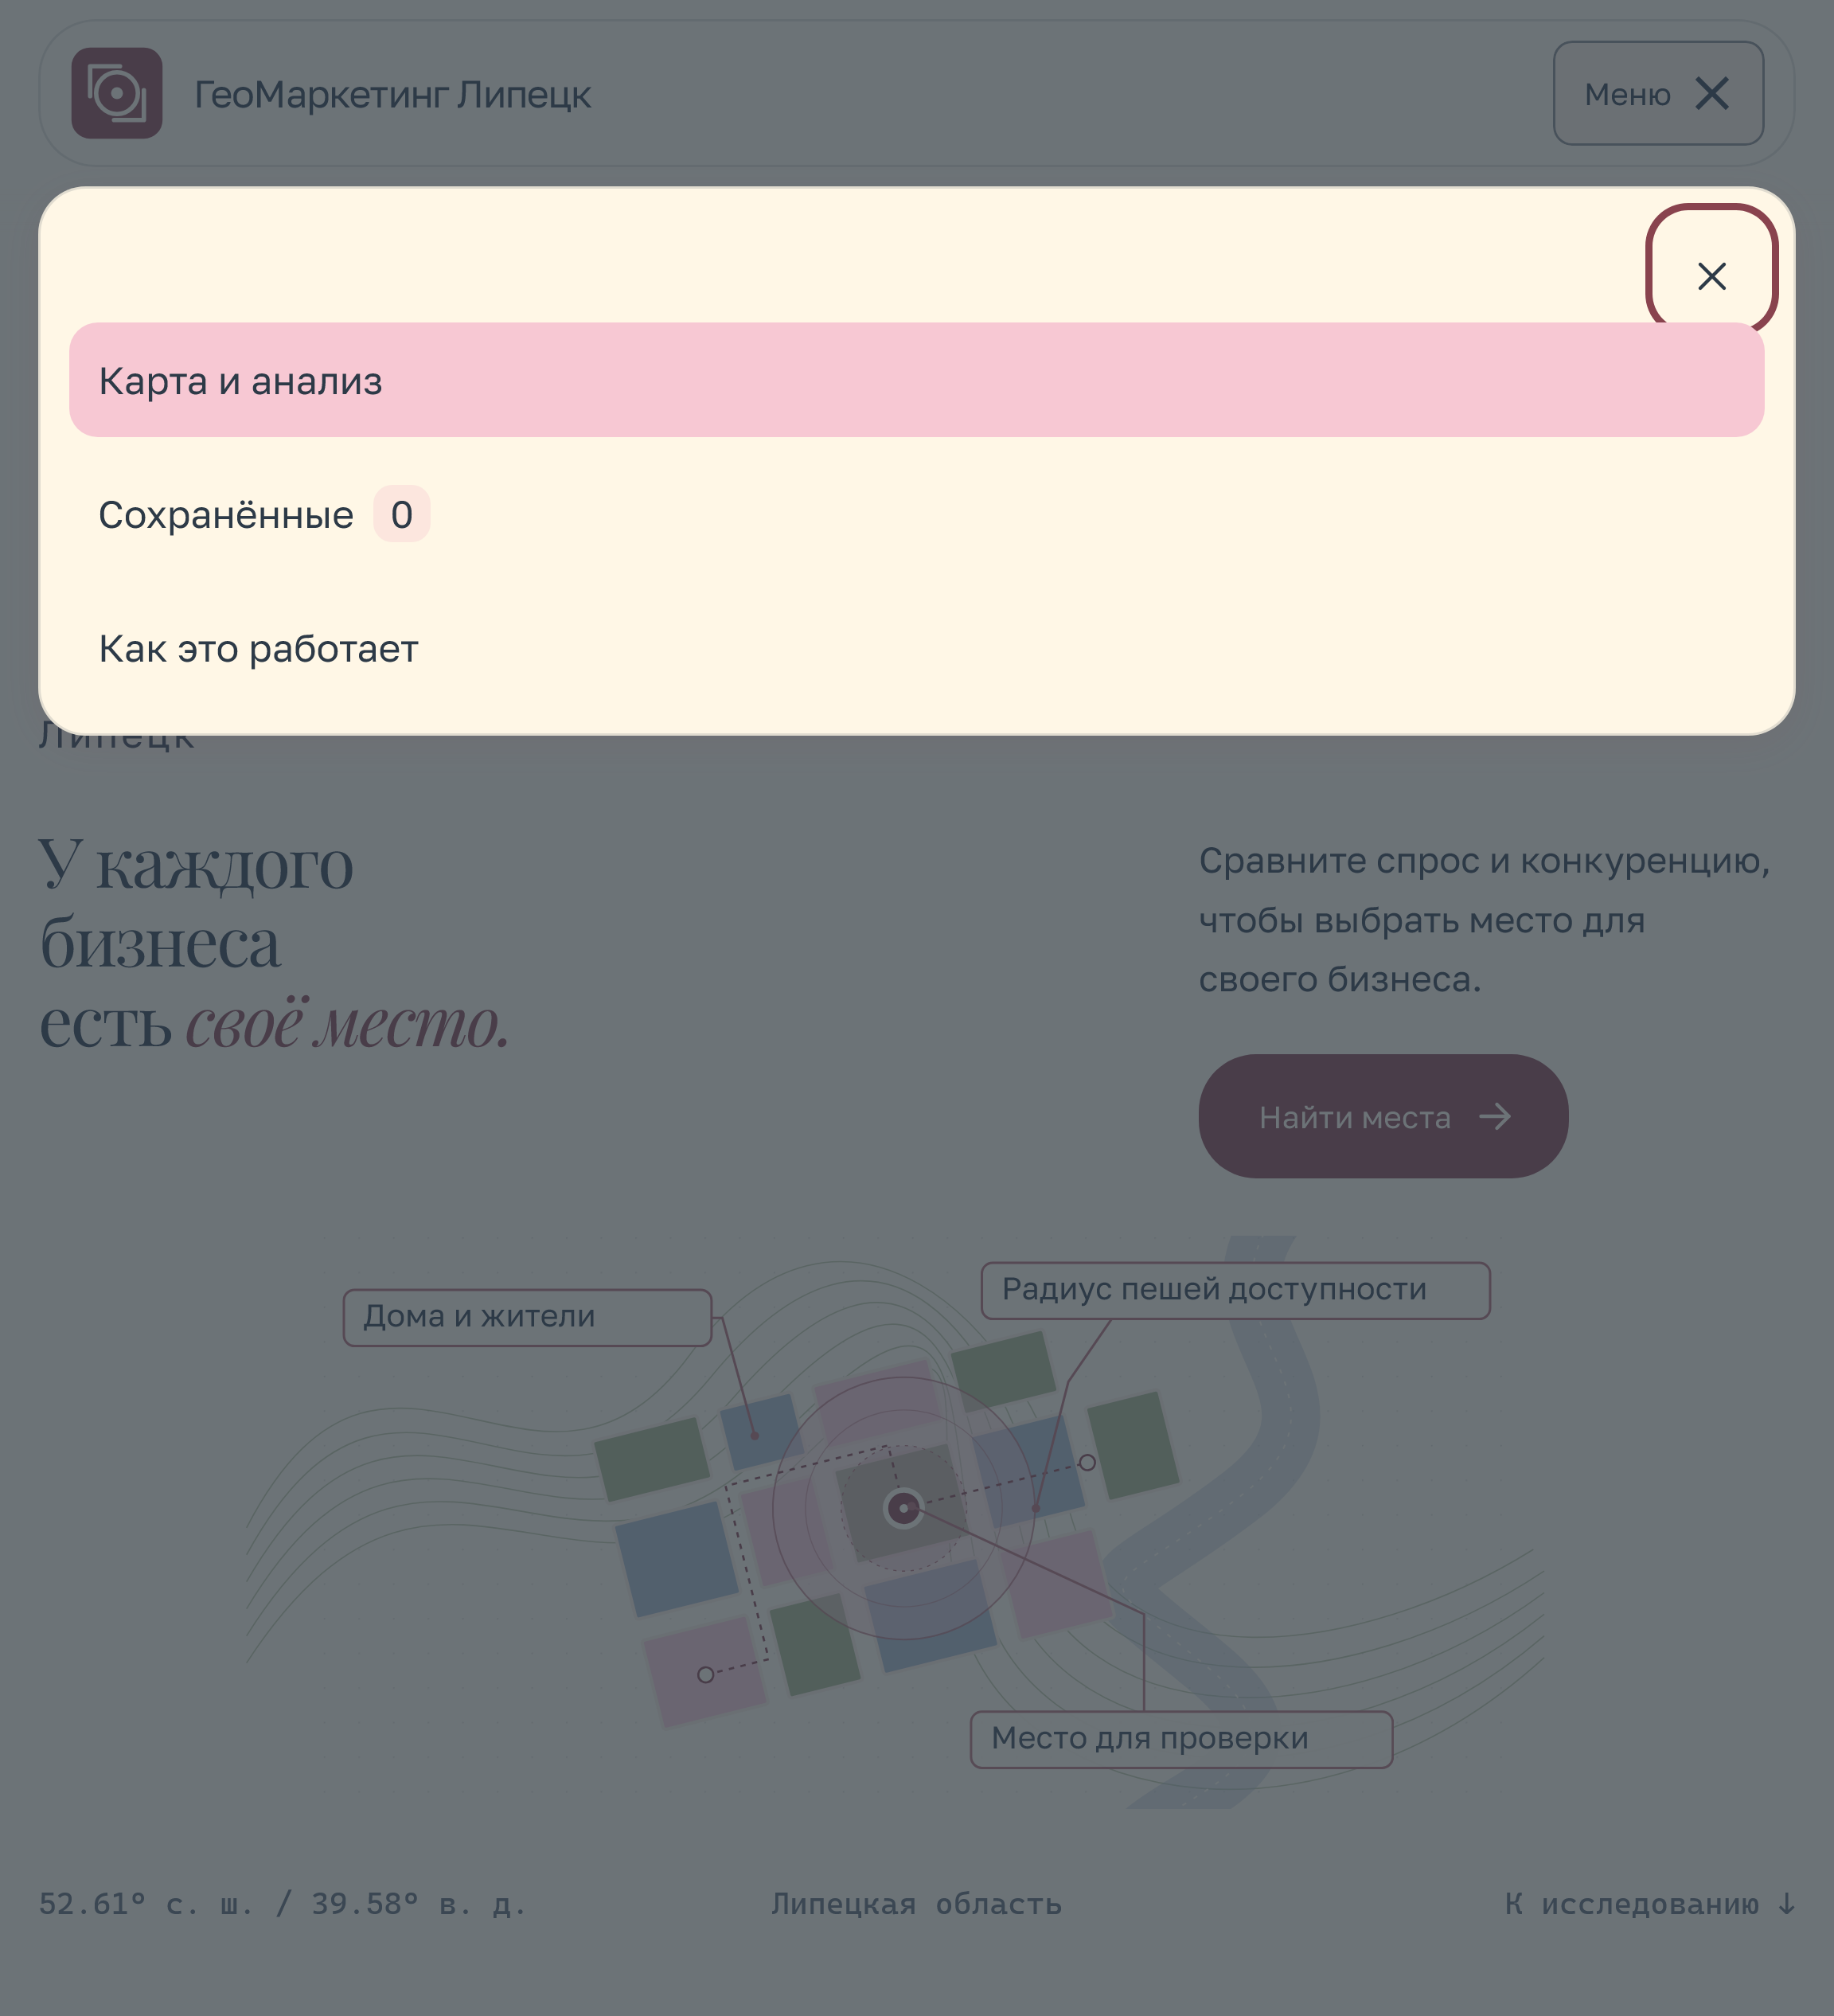 ГеоМаркетинг Липецк
Меню
Карта и анализ
Сохранённые 0
Как это работает
Липецк
У каждого
бизнеса
есть своё место.
Сравните спрос и конкуренцию,
чтобы выбрать место для
своего бизнеса.
Найти места →
Дома и жители
Радиус пешей доступности
Место для проверки
52.61° с. ш. / 39.58° в. д.
Липецкая область
К исследованию ↓